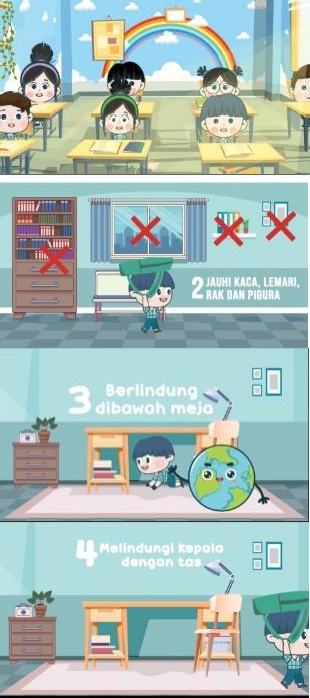 2 JAUHI KACA, LEMARI,
RAK DAN PIGURA
3 Berlindung
dibawah meja
4 Melindungi kepala
dengan tas